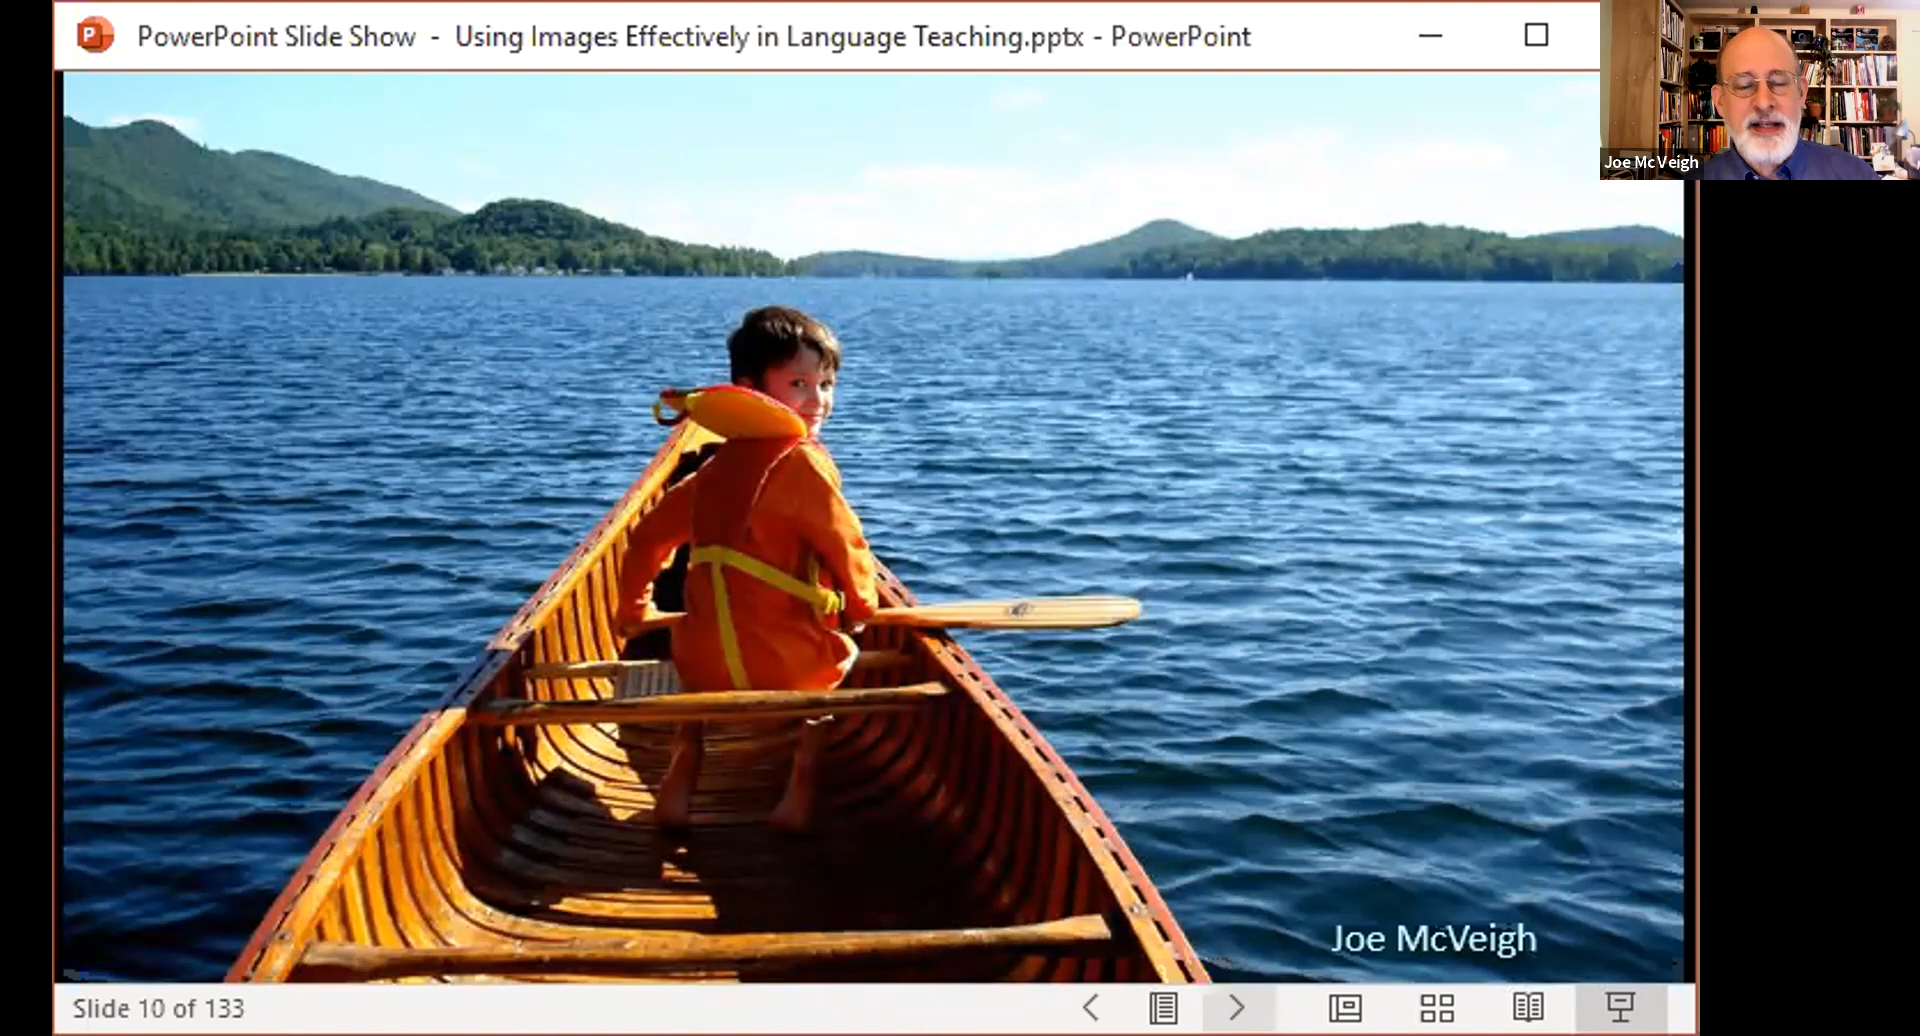 PowerPoint Slide Show - Using Images Effectively in Language Teaching.pptx - PowerPoint
Joe McVeigh
Joe McVeigh
Slide 10 of 133